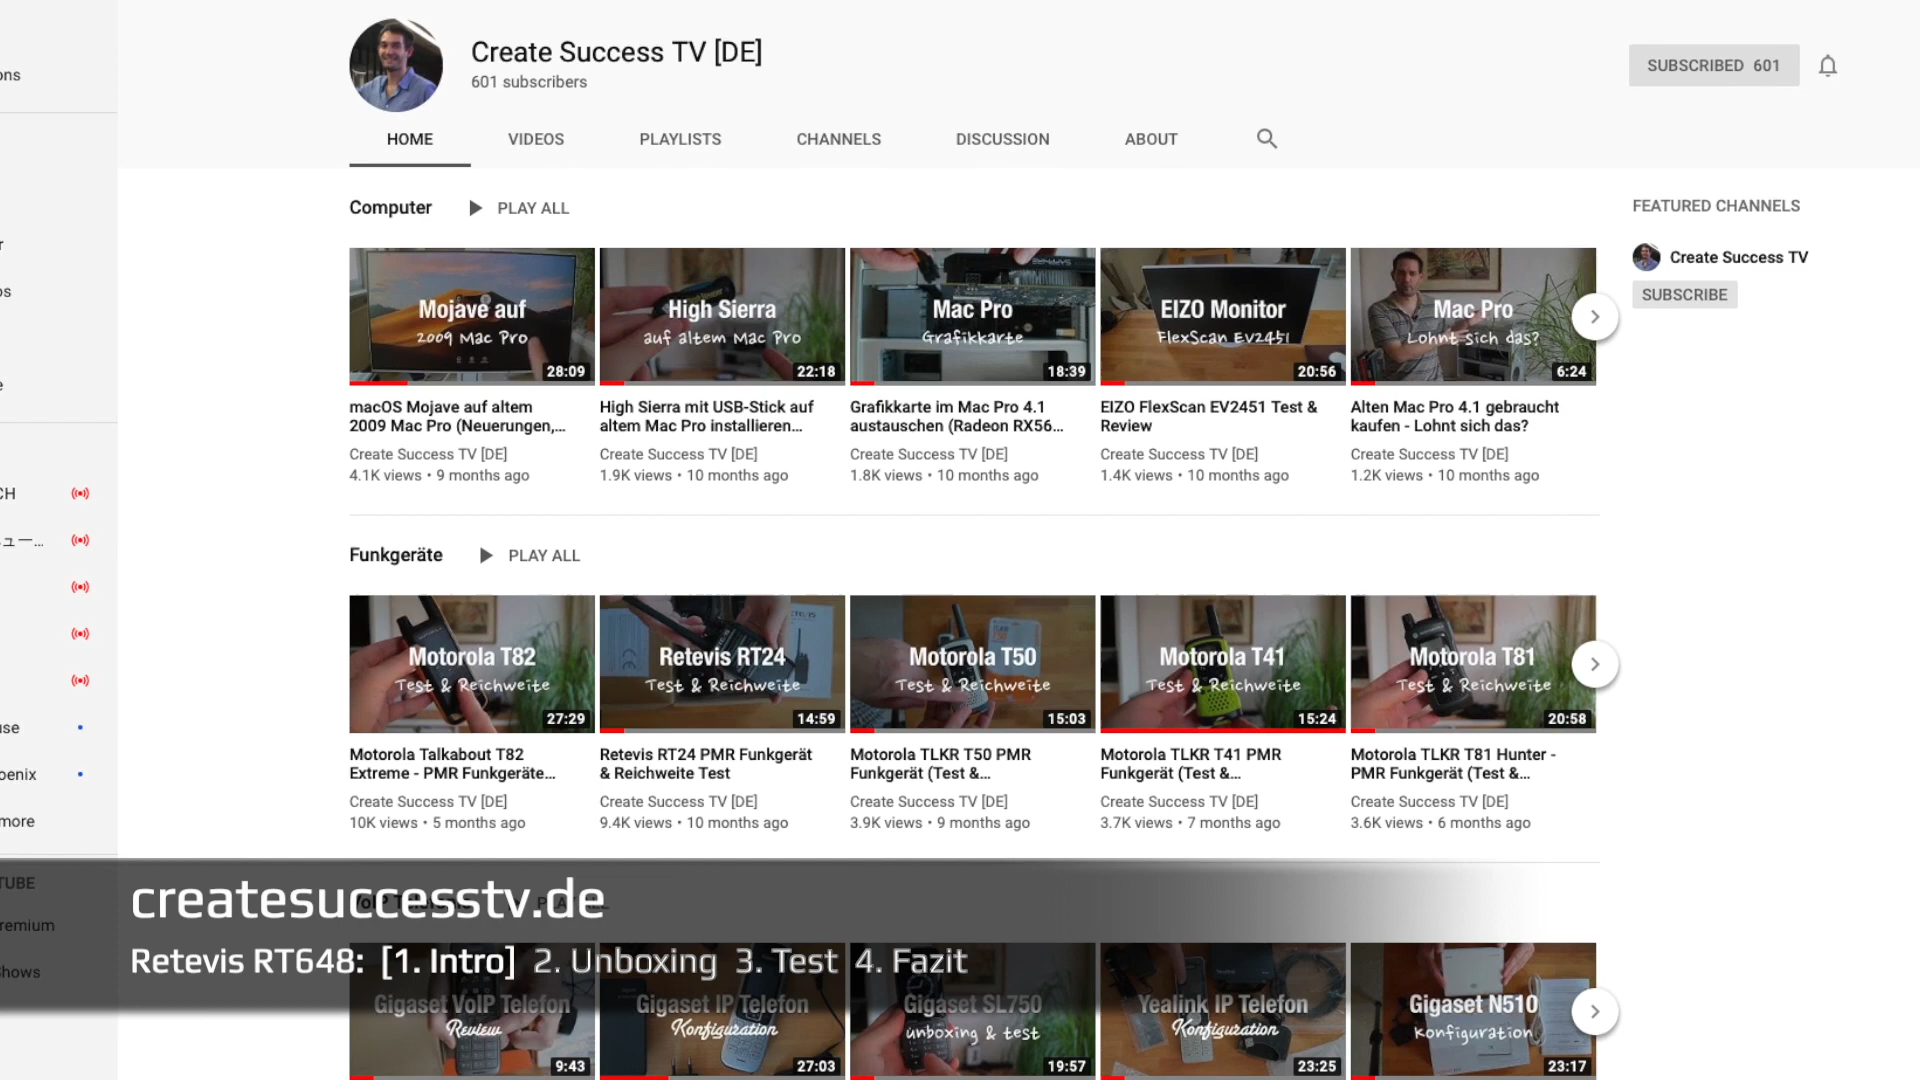 ons
Create Success TV [DE]
601 subscribers
SUBSCRIBED 601
HOME
VIDEOS
PLAYLISTS
CHANNELS
DISCUSSION
ABOUT
Computer
PLAY ALL
FEATURED CHANNELS
Create Success TV
SUBSCRIBE
r
os
e
Mojave auf
2009 Mac Pro
28:09
High Sierra
auf altem Mac Pro
22:18
Mac Pro
Grafikkarte
18:39
EIZO Monitor
FlexScan EV2451
20:56
Mac Pro
Lohnt sich das?
6:24
macOS Mojave auf altem
2009 Mac Pro (Neuerungen,...
Create Success TV [DE]
4.1K views • 9 months ago
High Sierra mit USB-Stick auf
altem Mac Pro installieren...
Create Success TV [DE]
1.9K views • 10 months ago
Grafikkarte im Mac Pro 4.1
austauschen (Radeon RX56...
Create Success TV [DE]
1.8K views • 10 months ago
EIZO FlexScan EV2451 Test &
Review
Create Success TV [DE]
1.4K views • 10 months ago
Alten Mac Pro 4.1 gebraucht
kaufen - Lohnt sich das?
Create Success TV [DE]
1.2K views • 10 months ago
CH
ュー...
use
oenix
more
Funkgeräte
PLAY ALL
Motorola T82
Test & Reichweite
27:29
Retevis RT24
Test & Reichweite
14:59
Motorola T50
Test & Reichweite
15:03
Motorola T41
Test & Reichweite
15:24
Motorola T81
Test & Reichweite
20:58
Motorola Talkabout T82
Extreme - PMR Funkgeräte...
Create Success TV [DE]
10K views • 5 months ago
Retevis RT24 PMR Funkgerät
& Reichweite Test
Create Success TV [DE]
9.4K views • 10 months ago
Motorola TLKR T50 PMR
Funkgerät (Test &...
Create Success TV [DE]
3.9K views • 9 months ago
Motorola TLKR T41 PMR
Funkgerät (Test &...
Create Success TV [DE]
3.7K views • 7 months ago
Motorola TLKR T81 Hunter -
PMR Funkgerät (Test &...
Create Success TV [DE]
3.6K views • 6 months ago
TUBE
remium
Shows
createsuccesstv.de
PLAY ALL
Retevis RT648: [1. Intro] 2. Unboxing 3. Test 4. Fazit
Gigaset VoIP Telefon
Review
9:43
Gigaset IP Telefon
Konfiguration
27:03
Gigaset SL750
unboxing & test
19:57
Yealink IP Telefon
Konfiguration
23:25
Gigaset N510
Konfiguration
23:17